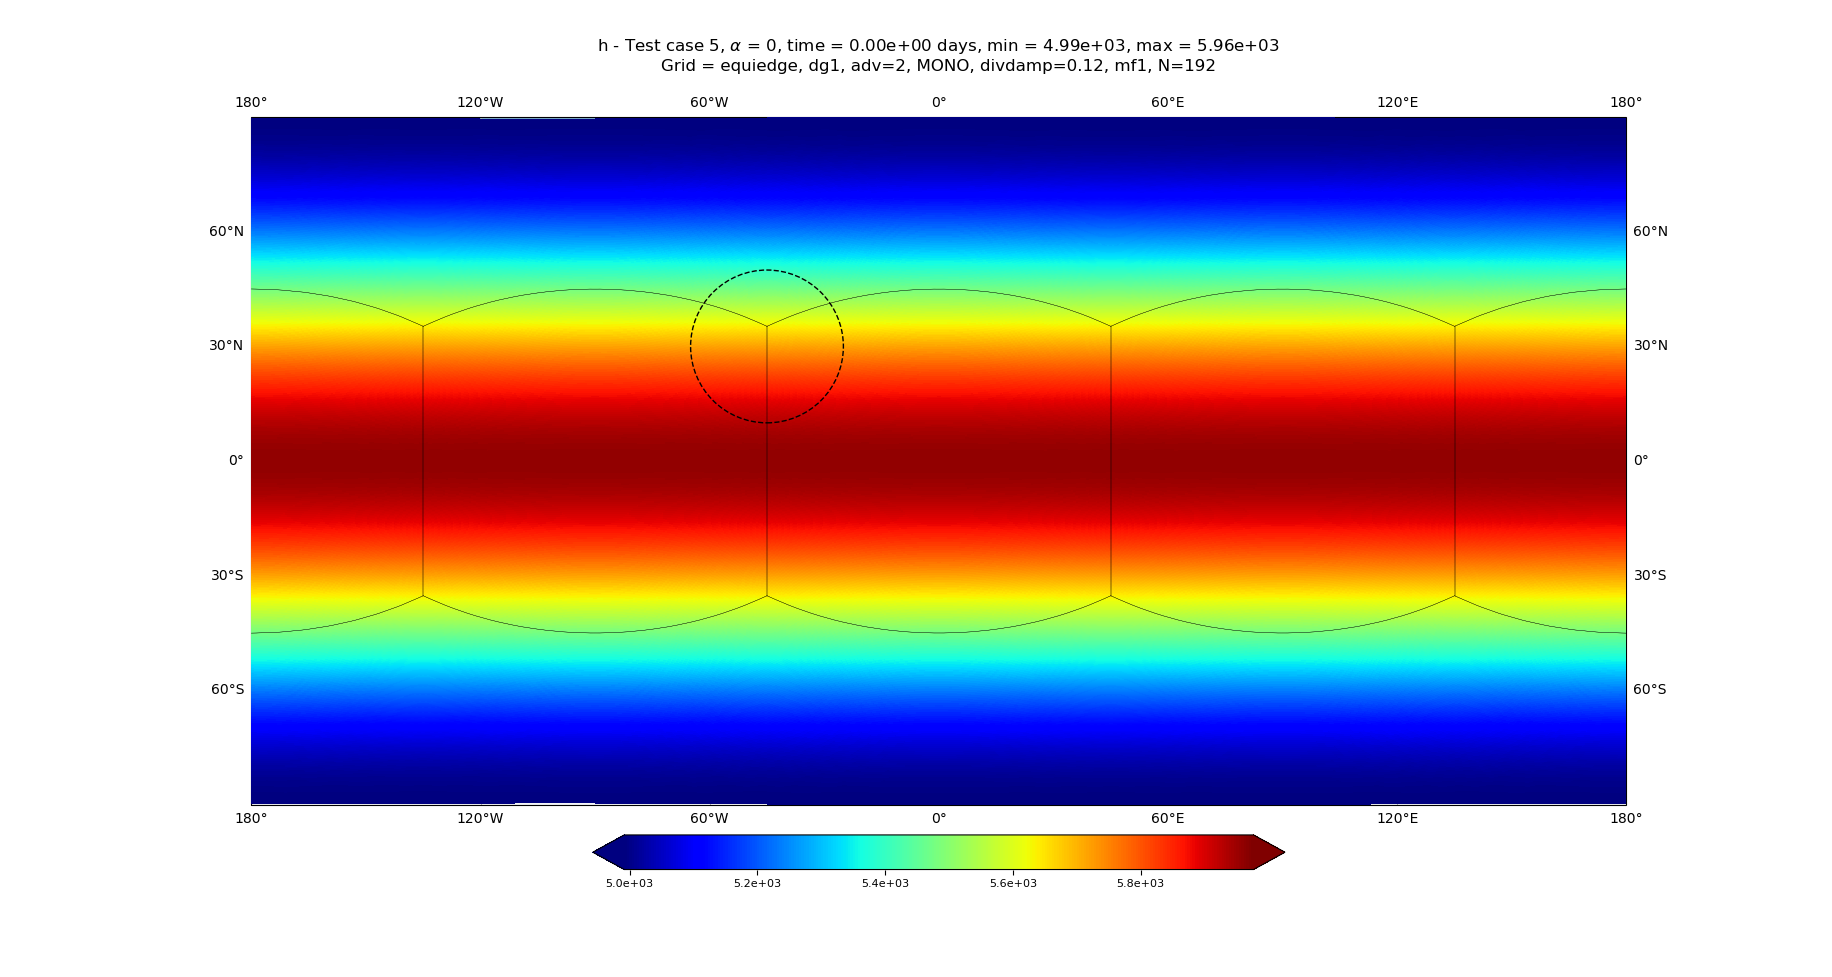 h - Test case 5, α = 0, time = 0.00e+00 days, min = 4.99e+03, max = 5.96e+03
Grid = equiedge, dg1, adv=2, MONO, divdamp=0.12, mf1, N=192
180° 120°W 60°W 0° 60°E 120°E 180°
60°N 60°N
30°N 30°N
0° 0°
30°S 30°S
60°S 60°S
180° 120°W 60°W 0° 60°E 120°E 180°
5.0e+03 5.2e+03 5.4e+03 5.6e+03 5.8e+03